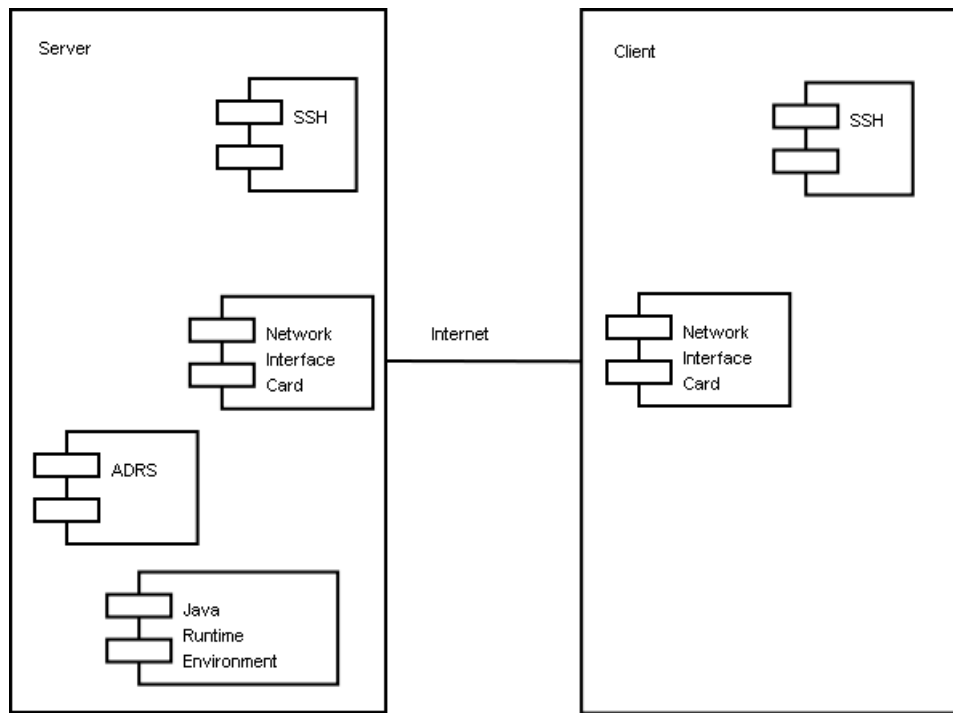 Server
SSH
Network
Interface
Card
ADRS
Java
Runtime
Environment
Internet
Client
SSH
Network
Interface
Card